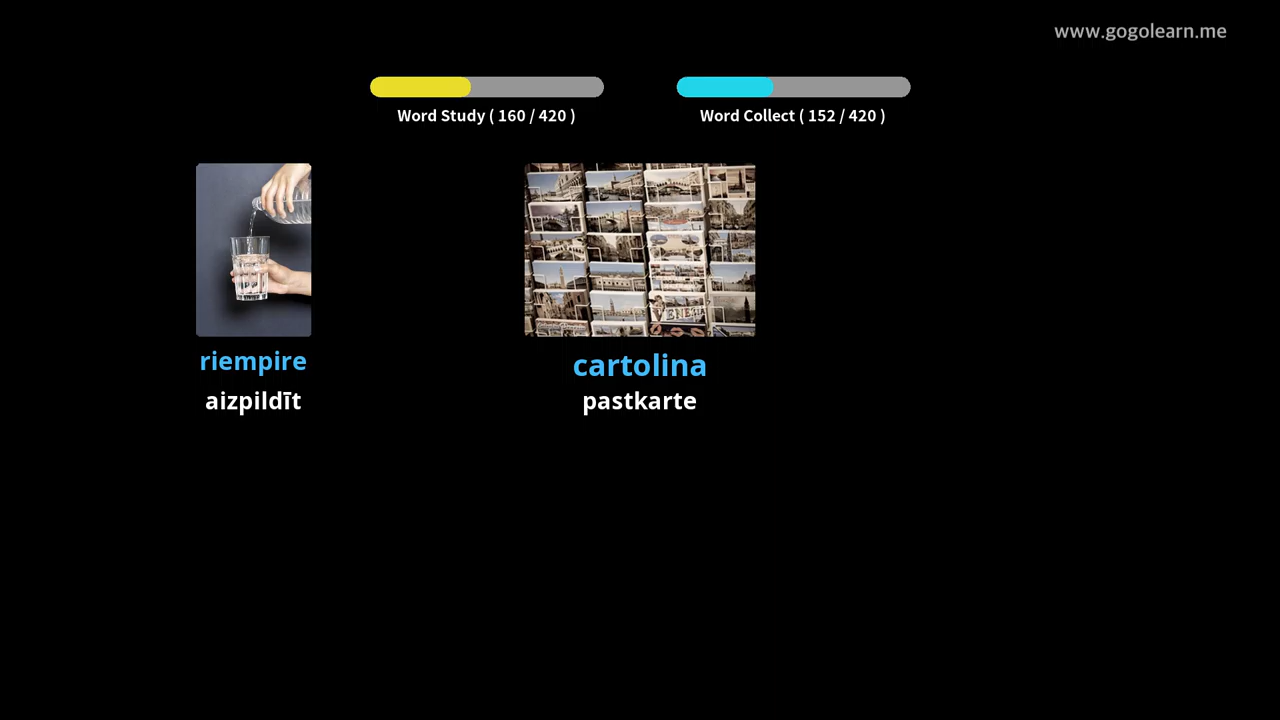 www.gogolearn.me
Word Study ( 160 / 420 )
Word Collect ( 152 / 420 )
riempire
aizpildīt
cartolina
pastkarte